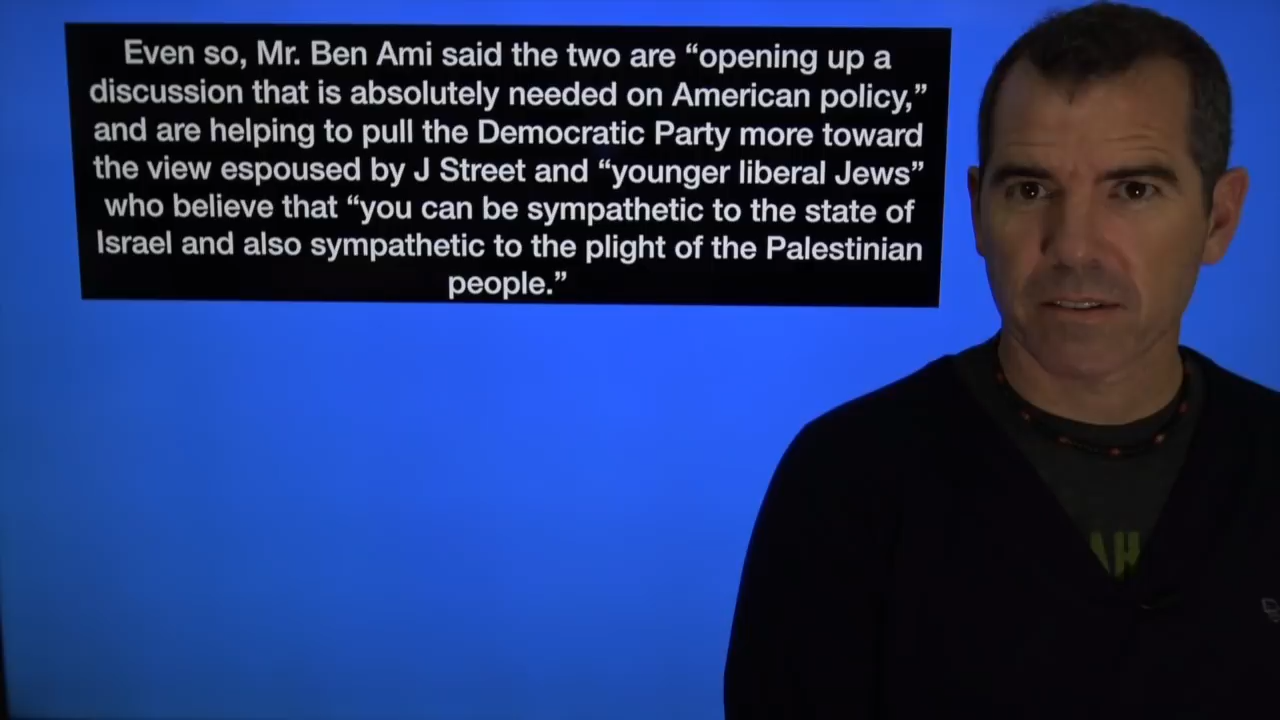 Even so, Mr. Ben Ami said the two are “opening up a
discussion that is absolutely needed on American policy,”
and are helping to pull the Democratic Party more toward
the view espoused by J Street and “younger liberal Jews”
who believe that “you can be sympathetic to the state of
Israel and also sympathetic to the plight of the Palestinian
people.”
AH